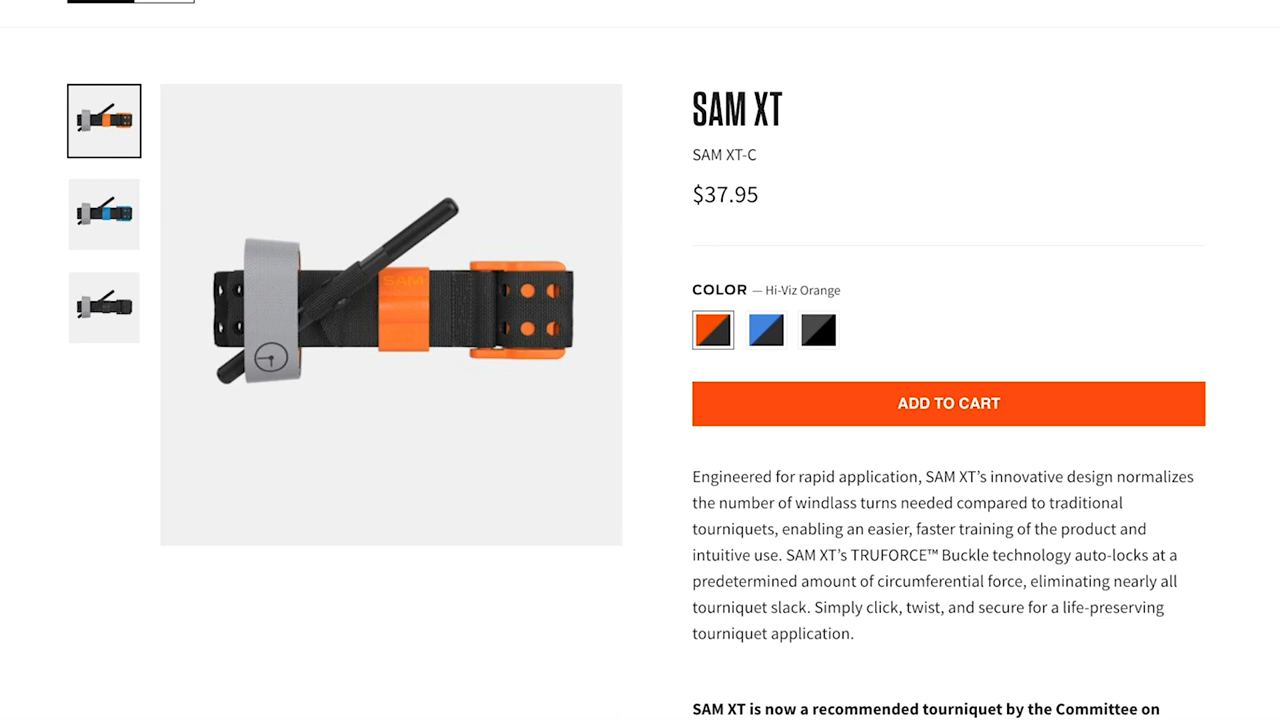 SAM XT
SAM XT-C
$37.95
COLOR — Hi-Viz Orange
SAM
ADD TO CART
Engineered for rapid application, SAM XT’s innovative design normalizes
the number of windlass turns needed compared to traditional
tourniquets, enabling an easier, faster training of the product and
intuitive use. SAM XT’s TRUFORCE™ Buckle technology auto-locks at a
predetermined amount of circumferential force, eliminating nearly all
tourniquet slack. Simply click, twist, and secure for a life-preserving
tourniquet application.
SAM XT is now a recommended tourniquet by the Committee on